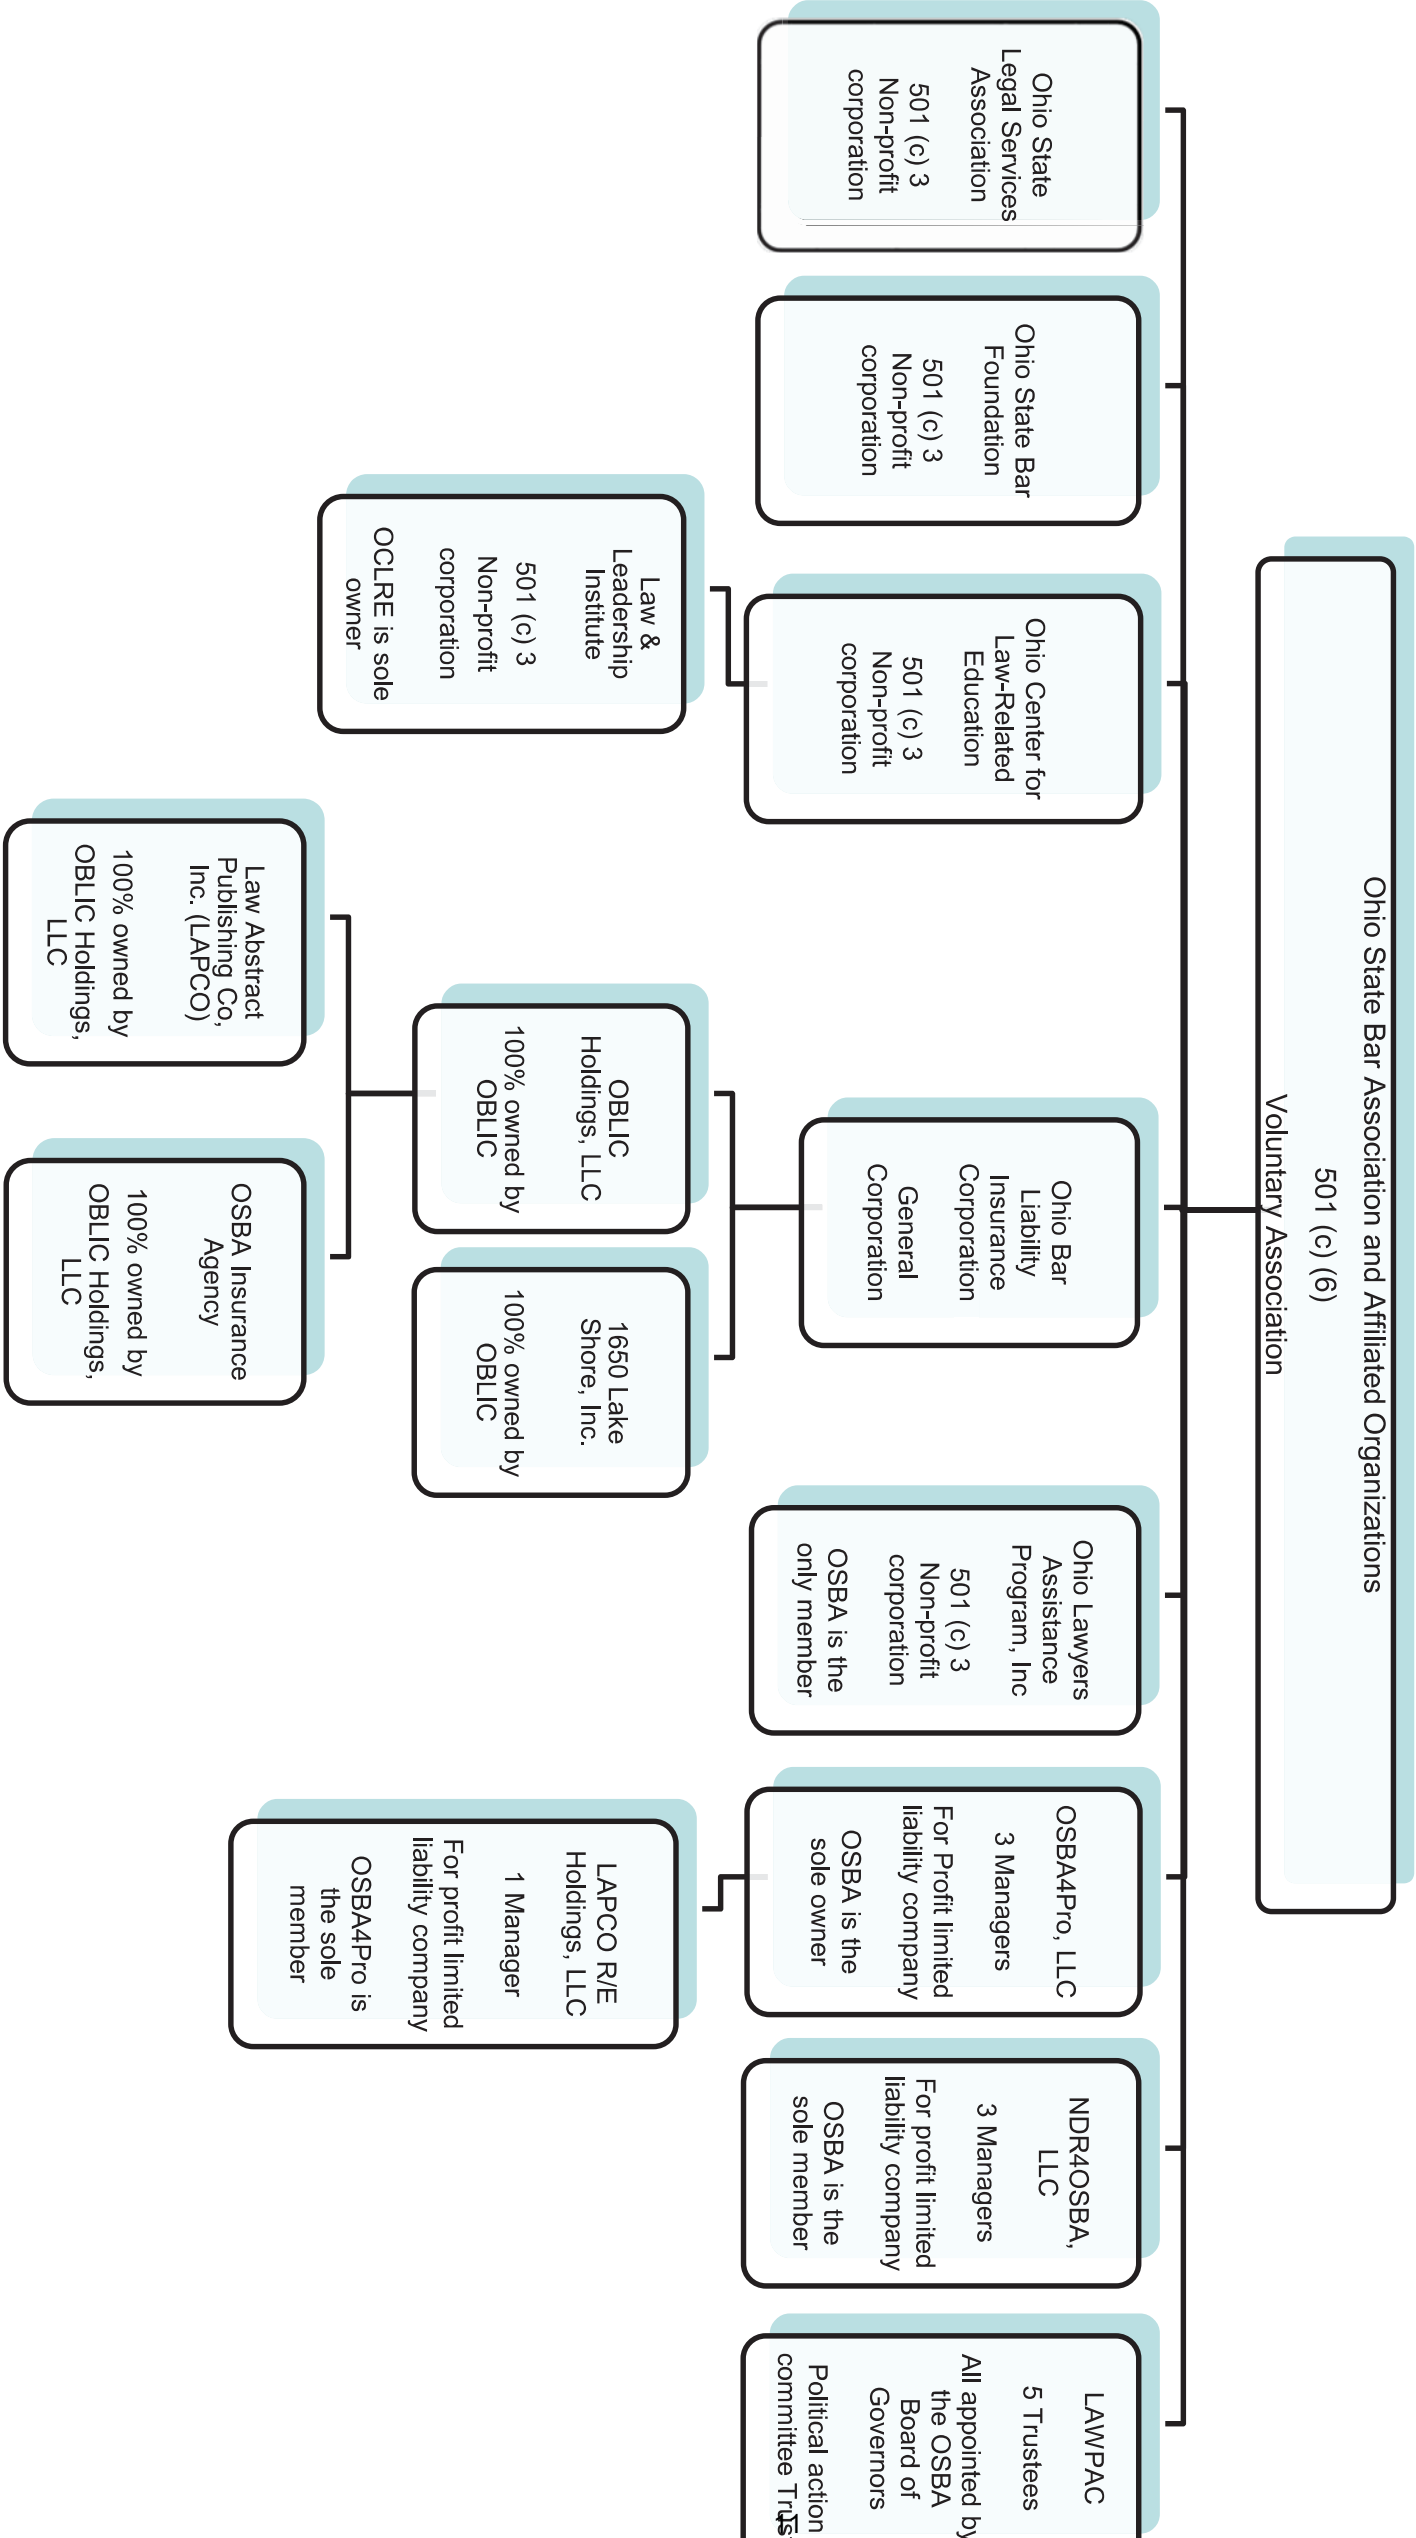 Ohio State Bar Association and Affiliated Organizations
501 (c) (6)
Voluntary Association
Ohio State
Legal Services
Association
501 (c) 3
Non-profit
corporation
Ohio State Bar
Foundation
501 (c) 3
Non-profit
corporation
Ohio Center for
Law-Related
Education
501 (c) 3
Non-profit
corporation
Law &
Leadership
Institute
501 (c) 3
Non-profit
corporation
OCLRE is sole
owner
Ohio Bar
Liability
Insurance
Corporation
General
Corporation
OBLIC
Holdings, LLC
100% owned by
OBLIC
1650 Lake
Shore, Inc.
100% owned by
OBLIC
Law Abstract
Publishing Co,
Inc. (LAPCO)
100% owned by
OBLIC Holdings,
LLC
OSBA Insurance
Agency
100% owned by
OBLIC Holdings,
LLC
Ohio Lawyers
Assistance
Program, Inc
501 (c) 3
Non-profit
corporation
OSBA is the
only member
OSBA4Pro, LLC
3 Managers
For Profit limited
liability company
OSBA is the
sole owner
LAPCO R/E
Holdings, LLC
1 Manager
For profit limited
liability company
OSBA4Pro is
the sole
member
NDR4OSBA,
LLC
3 Managers
For profit limited
liability company
OSBA is the
sole member
LAWPAC
5 Trustees
All appointed by
the OSBA
Board of
Governors
Political action
committee